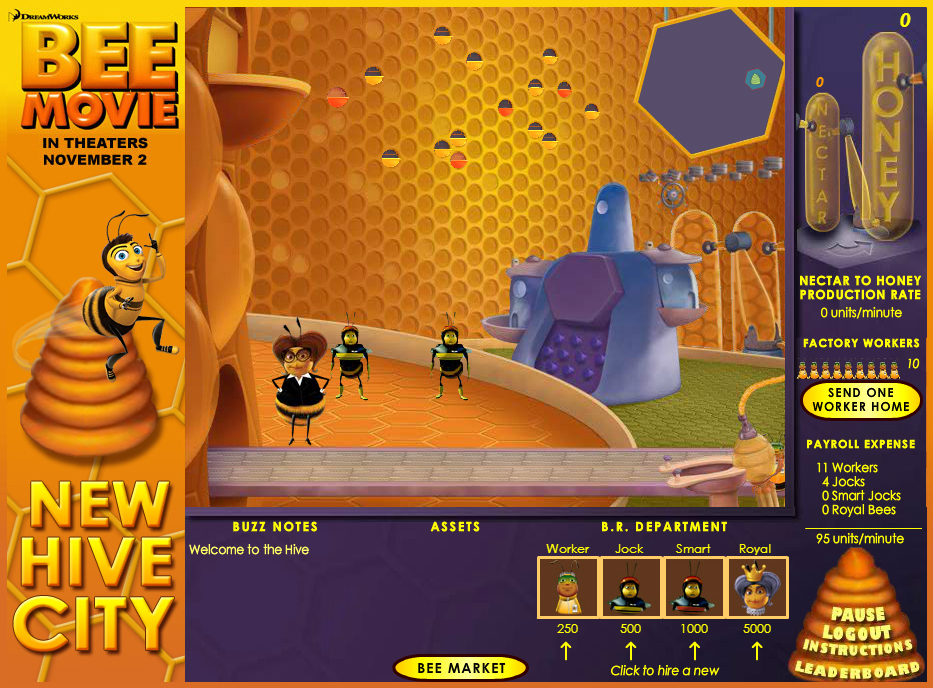 DREAMWORKS
BEE
MOVIE
IN THEATERS
NOVEMBER 2
NEW
HIVE
CITY
0
0
NECTAR
HONEY
NECTAR TO HONEY
PRODUCTION RATE
0 units/minute
FACTORY WORKERS
10
SEND ONE
WORKER HOME
PAYROLL EXPENSE
11 Workers
4 Jocks
0 Smart Jocks
0 Royal Bees
95 units/minute
PAUSE
LOGOUT
INSTRUCTIONS
LEADERBOARD
BUZZ NOTES
Welcome to the Hive
ASSETS
BEE MARKET
B.R. DEPARTMENT
Worker Jock Smart Royal
250 500 1000 5000
Click to hire a new